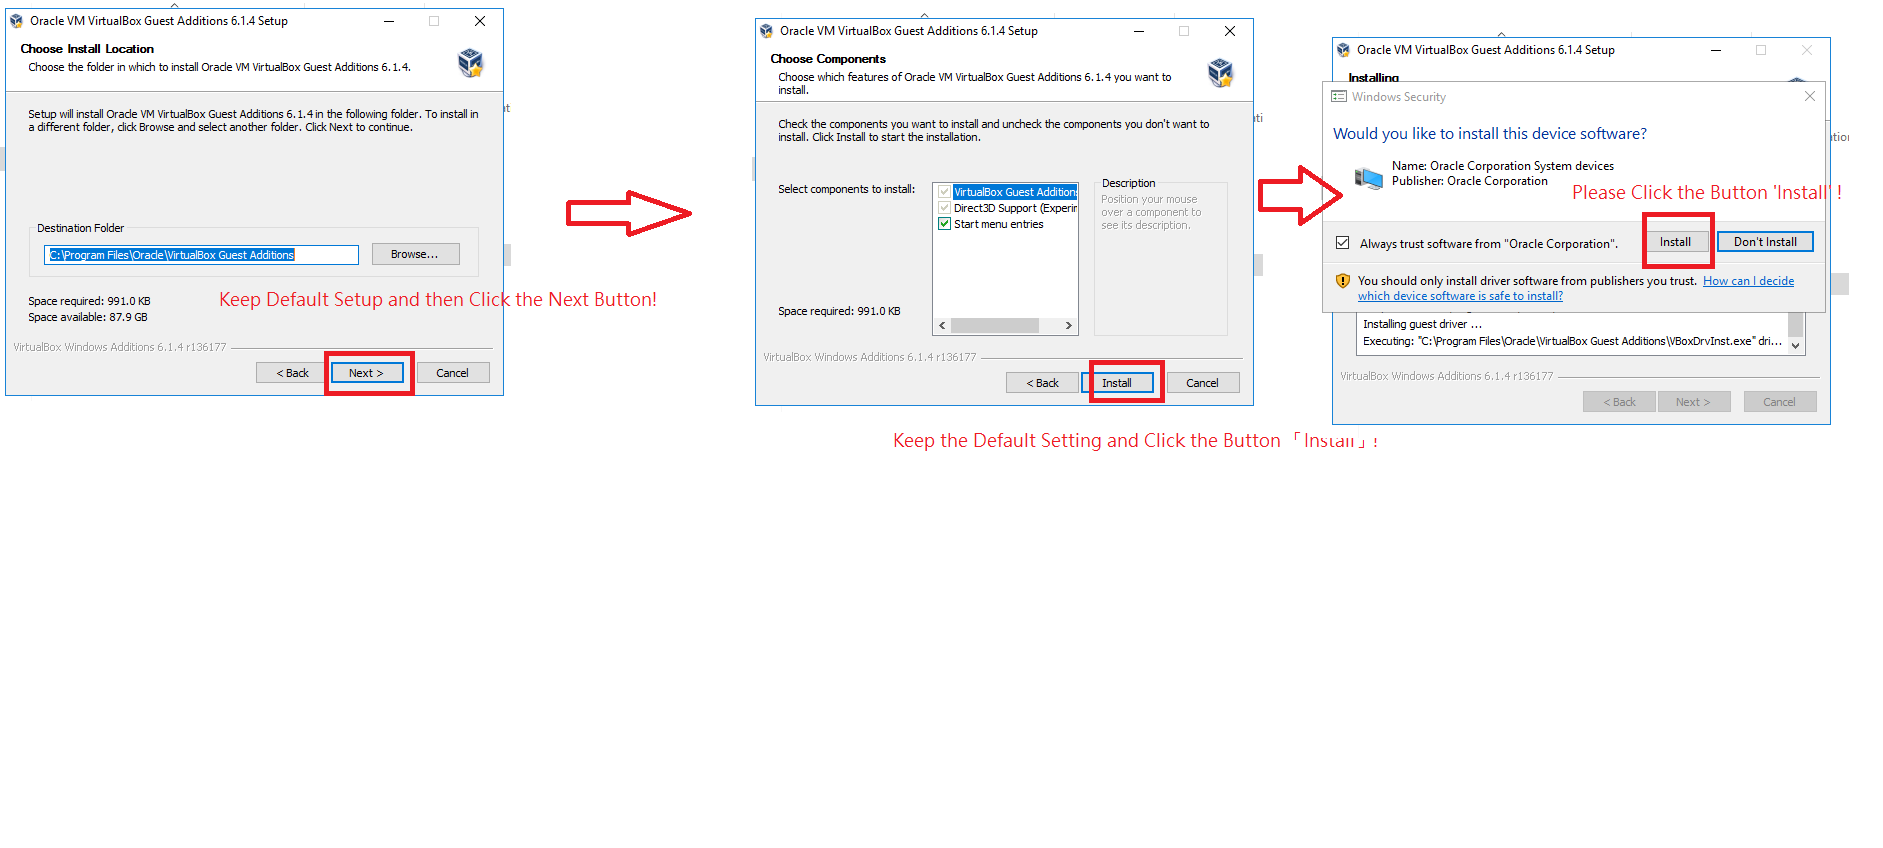 Oracle VM VirtualBox Guest Additions 6.1.4 Setup
Choose Install Location
Choose the folder in which to install Oracle VM VirtualBox Guest Additions 6.1.4.
Setup will install Oracle VM VirtualBox Guest Additions 6.1.4 in the following folder. To install in
a different folder, click Browse and select another folder. Click Next to continue.
Destination Folder
C:\Program Files\Oracle\VirtualBox Guest Additions
Browse...
Space required: 991.0 KB
Space available: 87.9 GB
Keep Default Setup and then Click the Next Button!
VirtualBox Windows Additions 6.1.4 r136177
< Back
Next >
Cancel
Oracle VM VirtualBox Guest Additions 6.1.4 Setup
Choose Components
Choose which features of Oracle VM VirtualBox Guest Additions 6.1.4 you want to
install.
Check the components you want to install and uncheck the components you don't want to
install. Click Install to start the installation.
Select components to install:
VirtualBox Guest Additions
Direct3D Support (Experir
Start menu entries
Description
Position your mouse
over a component to
see its description.
Space required: 991.0 KB
VirtualBox Windows Additions 6.1.4 r136177
< Back
Install
Cancel
Keep the Default Setting and Click the Button 「Install」!
Oracle VM VirtualBox Guest Additions 6.1.4 Setup
Installing
Windows Security
Would you like to install this device software?
Name: Oracle Corporation System devices
Publisher: Oracle Corporation
Please Click the Button 'Install' !
Always trust software from "Oracle Corporation".
Install
Don't Install
You should only install driver software from publishers you trust. How can I decide
which device software is safe to install?
Installing guest driver ...
Executing: "C:\Program Files\Oracle\VirtualBox Guest Additions\VBoxDrvInst.exe" dri...
VirtualBox Windows Additions 6.1.4 r136177
< Back
Next >
Cancel